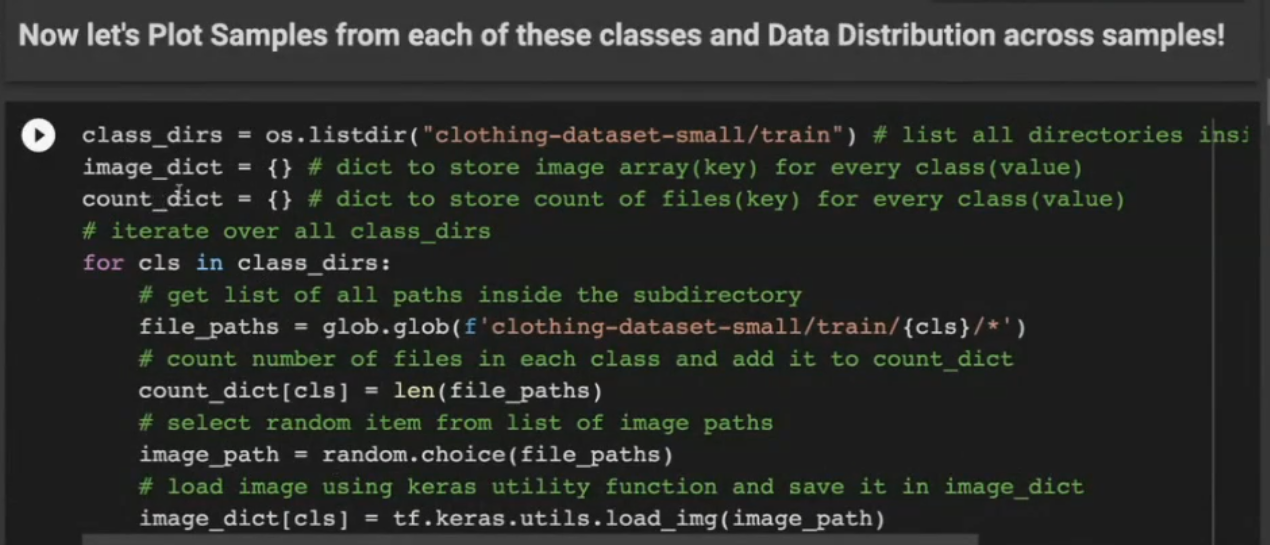 Now let's Plot Samples from each of these classes and Data Distribution across samples!
class_dirs = os.listdir("clothing-dataset-small/train") # list all directories
image_dict = {} # dict to store image array(key) for every class(value)
count_dict = {} # dict to store count of files(key) for every class(value)
# iterate over all class_dirs
for cls in class_dirs:
    # get list of all paths inside the subdirectory
    file_paths = glob.glob(f'clothing-dataset-small/train/{cls}/*')
    # count number of files in each class and add it to count_dict
    count_dict[cls] = len(file_paths)
    # select random item from list of image paths
    image_path = random.choice(file_paths)
    # load image using keras utility function and save it in image_dict
    image_dict[cls] = tf.keras.utils.load_img(image_path)